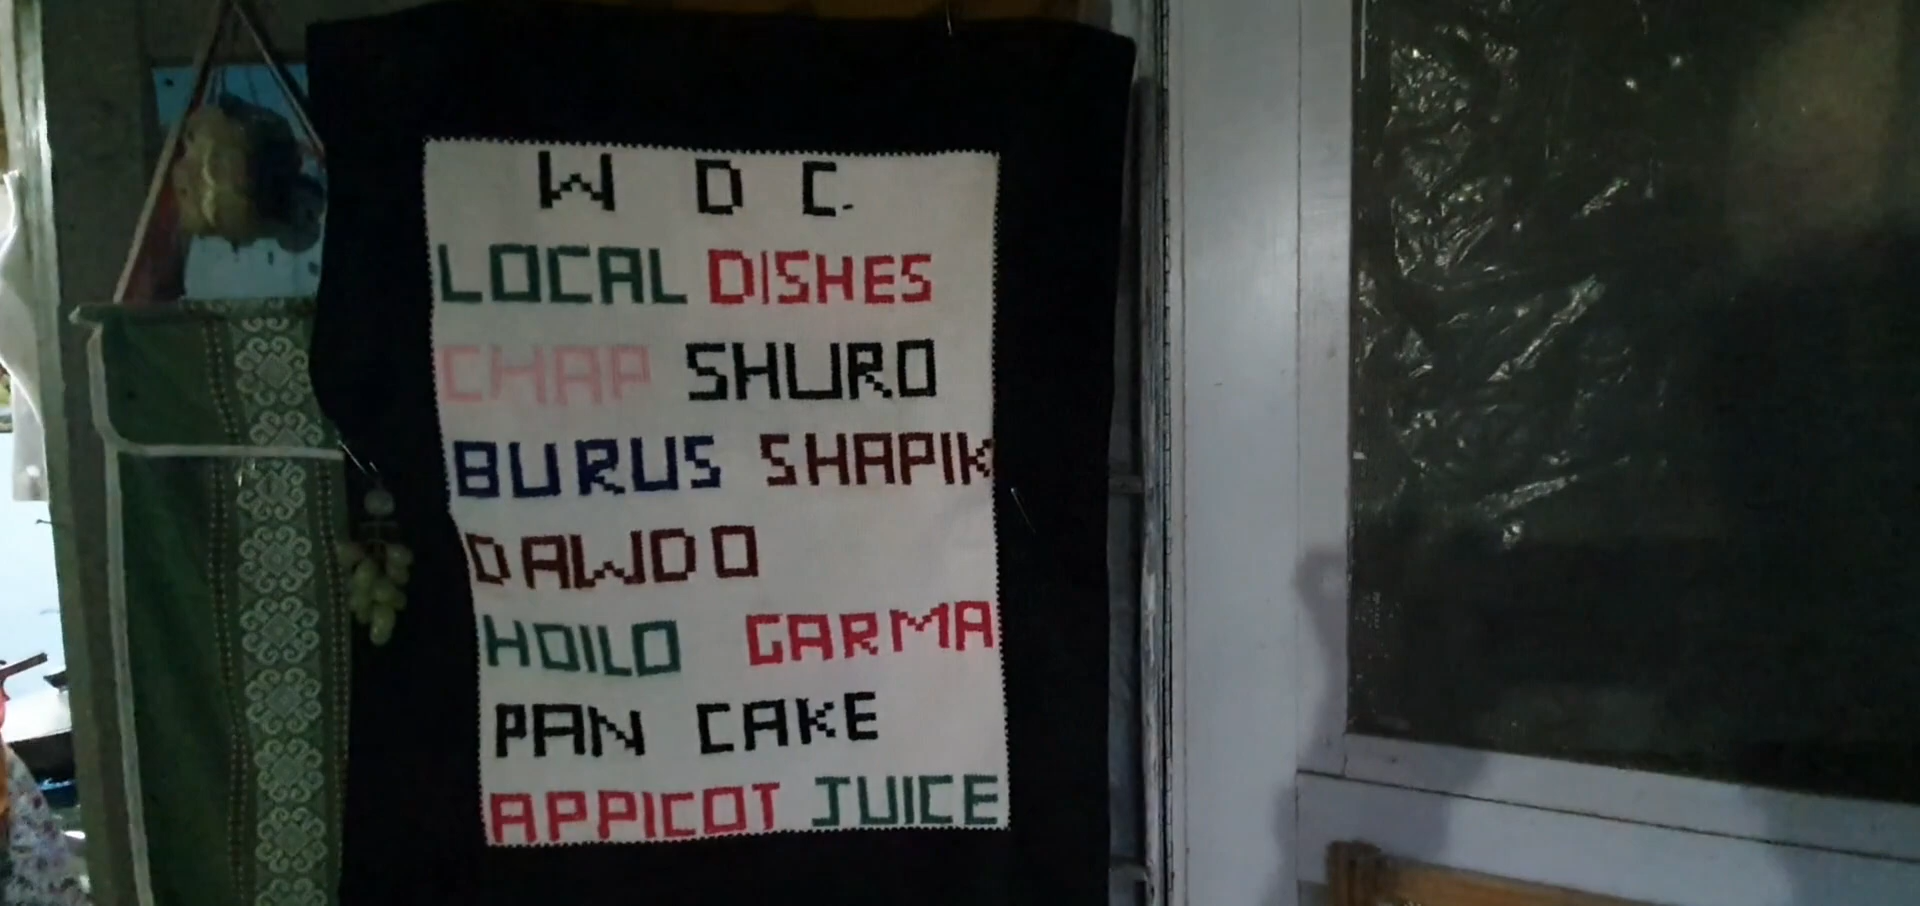 W D C.
LOCAL DISHES
CHAP SHURO
BURUS SHAPIK
DAWDO
HOILO GARMA
PAN CAKE
APPICOT JUICE